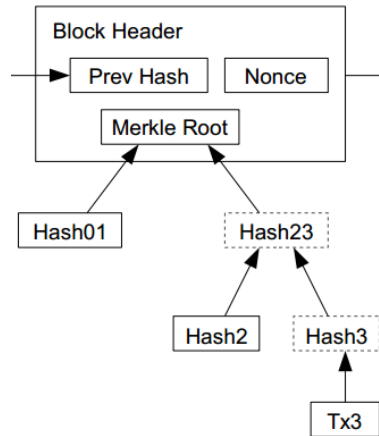 Block Header
Prev Hash
Nonce
Merkle Root
Hash01
Hash23
Hash2
Hash3
Tx3